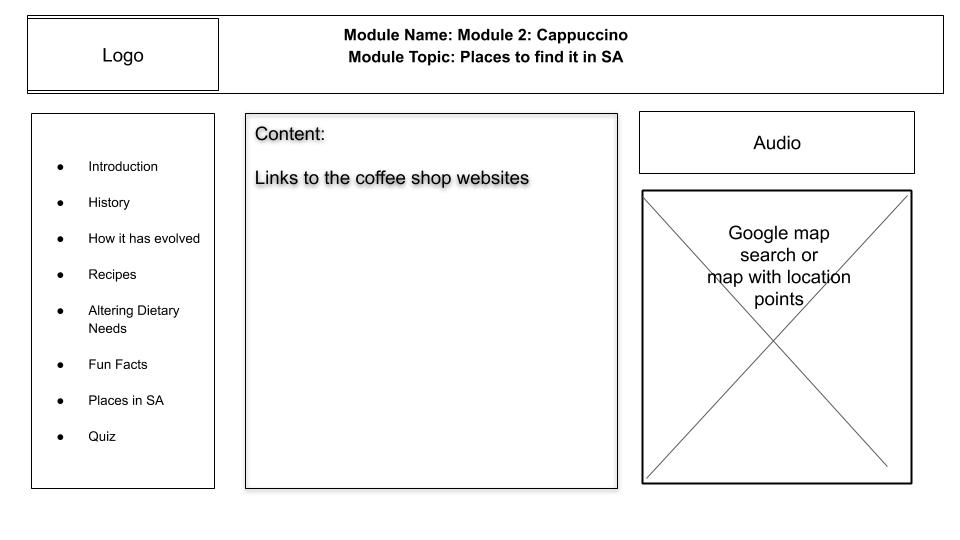 Logo
Module Name: Module 2: Cappuccino
Module Topic: Places to find it in SA
● Introduction
● History
● How it has evolved
● Recipes
● Altering Dietary
Needs
● Fun Facts
● Places in SA
● Quiz
Content:
Links to the coffee shop websites
Audio
Google map
search or
map with location
points